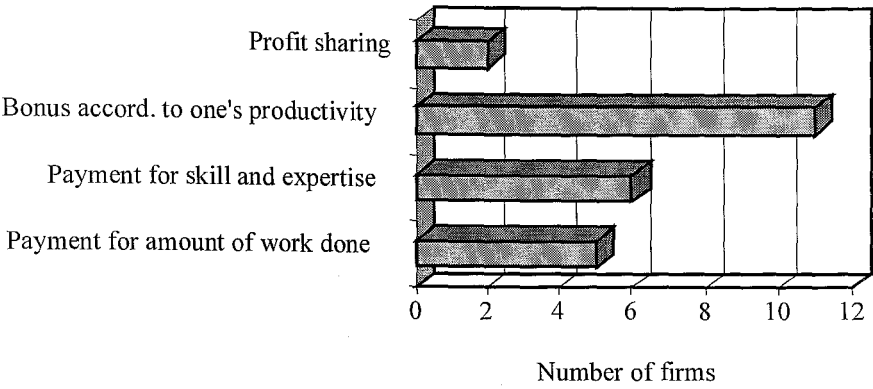 Profit sharing
Bonus accord. to one's productivity
Payment for skill and expertise
Payment for amount of work done
0 2 4 6 8 10 12
Number of firms